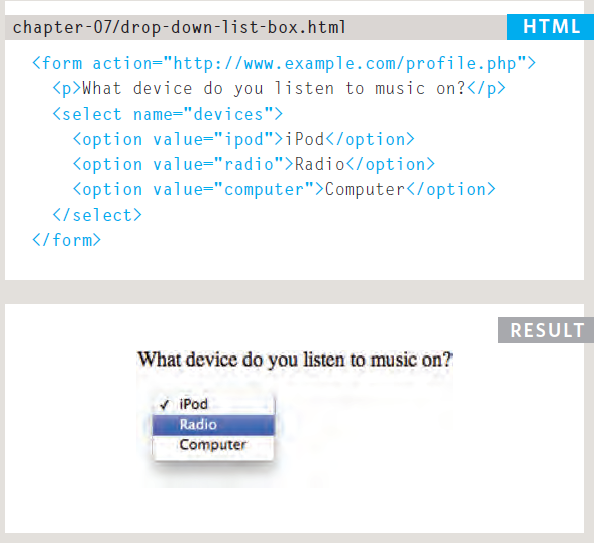 chapter-07/drop-down-list-box.html HTML
<form action="http://www.example.com/profile.php">
<p>What device do you listen to music on?</p>
<select name="devices">
<option value="ipod">iPod</option>
<option value="radio">Radio</option>
<option value="computer">Computer</option>
</select>
</form>
RESULT
What device do you listen to music on?
✓ iPod
Radio
Computer